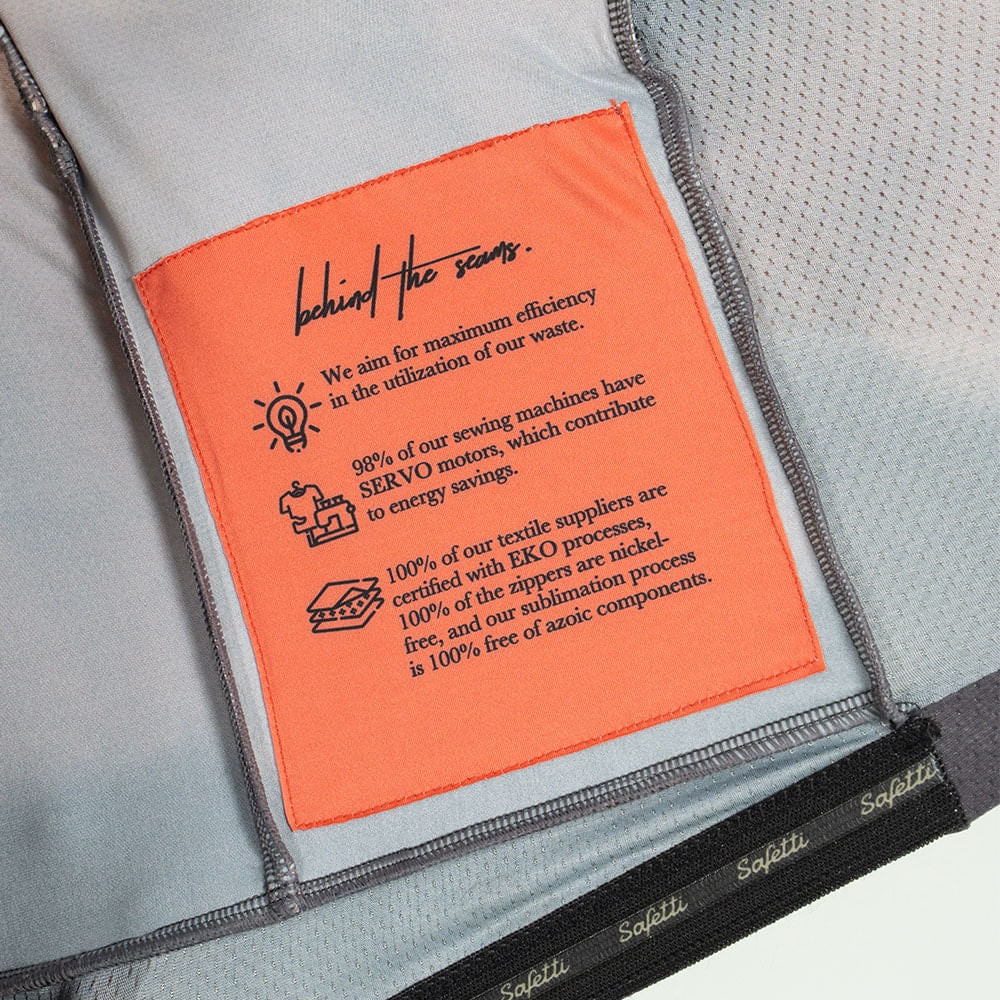 behind the seams.
We aim for maximum efficiency
in the utilization of our waste.
98% of our sewing machines have
SERVO motors, which contribute
to energy savings.
100% of our textile suppliers are
certified with EKO processes,
100% of the zippers are nickel-
free, and our sublimation process
is 100% free of azoic components.
Safetti
Safetti
Safetti
Safetti